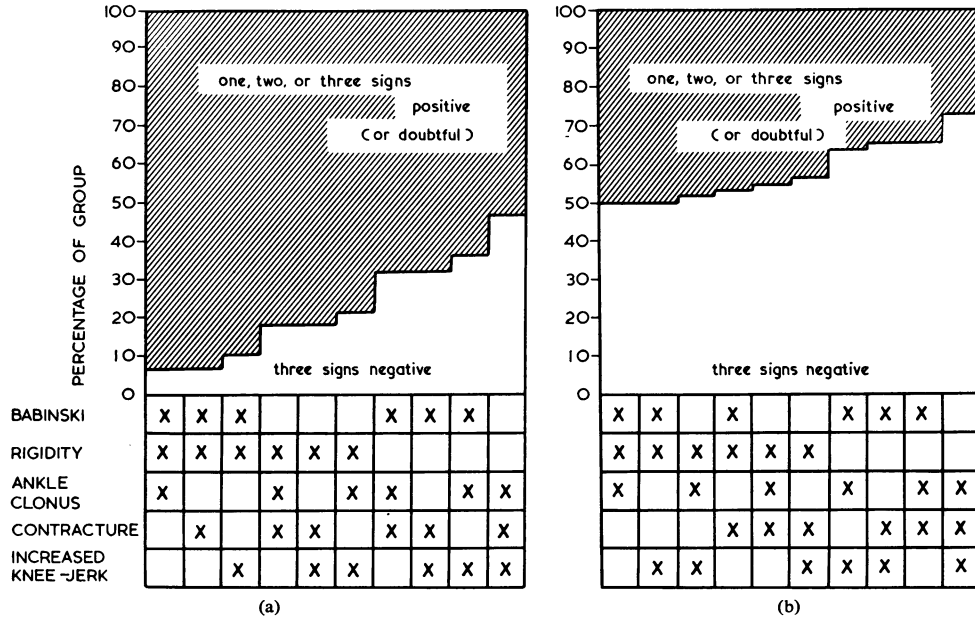 100
90
80
70
60
50
40
30
20
10
0
PERCENTAGE OF GROUP
one, two, or three signs
positive
(or doubtful)
three signs negative
100
90
80
70
60
50
40
30
20
10
0
one, two, or three signs
positive
(or doubtful)
three signs negative
BABINSKI X X X X X X X X X X X X
RIGIDITY X X X X X X X X X X X X
ANKLE
CLONUS X X X X X X X X X X X X
CONTRACTURE X X X X X X X X X X X X
INCREASED
KNEE-JERK X X X X X X X X X X X X
(a)
(b)